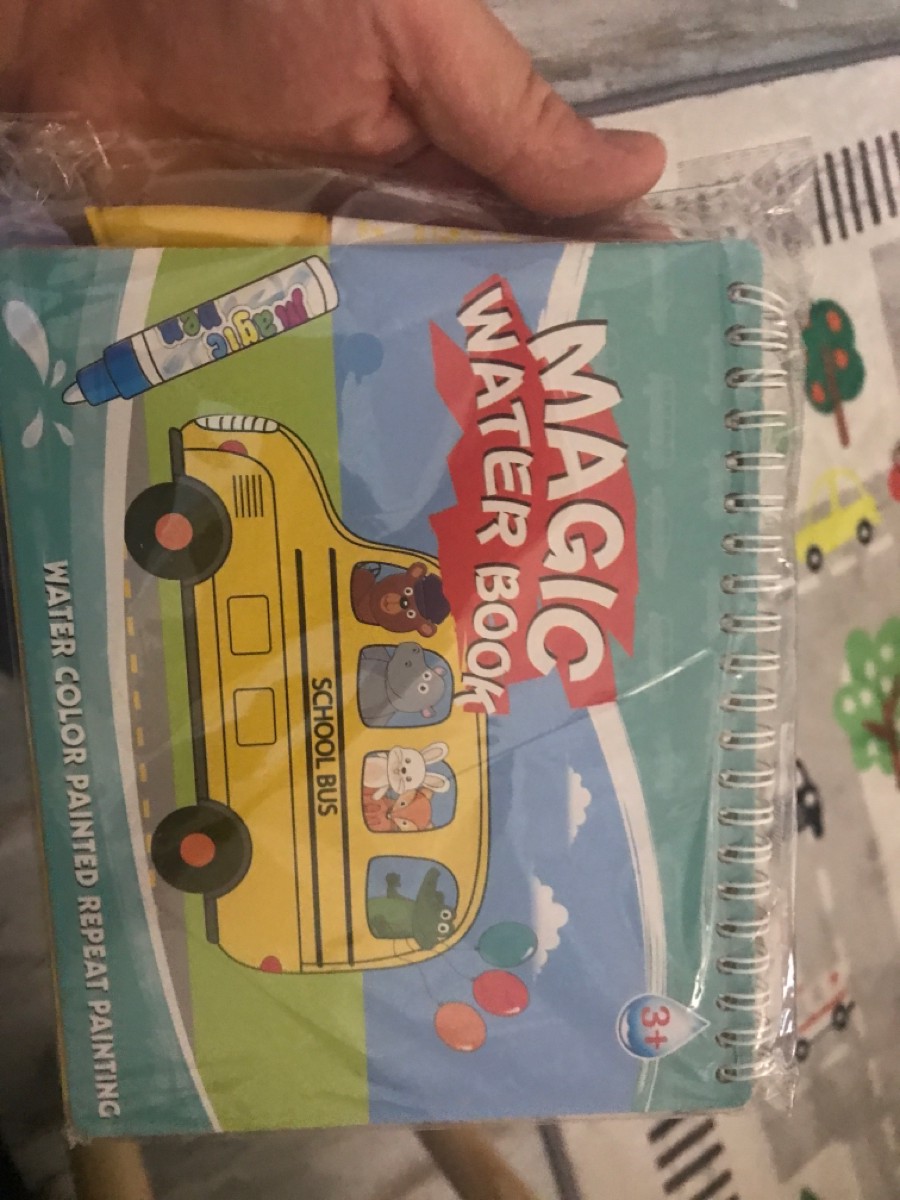 MAGIC
WATER BOOK
Magic
Pen
SCHOOL BUS
3+
WATER COLOR PAINTED REPEAT PAINTING